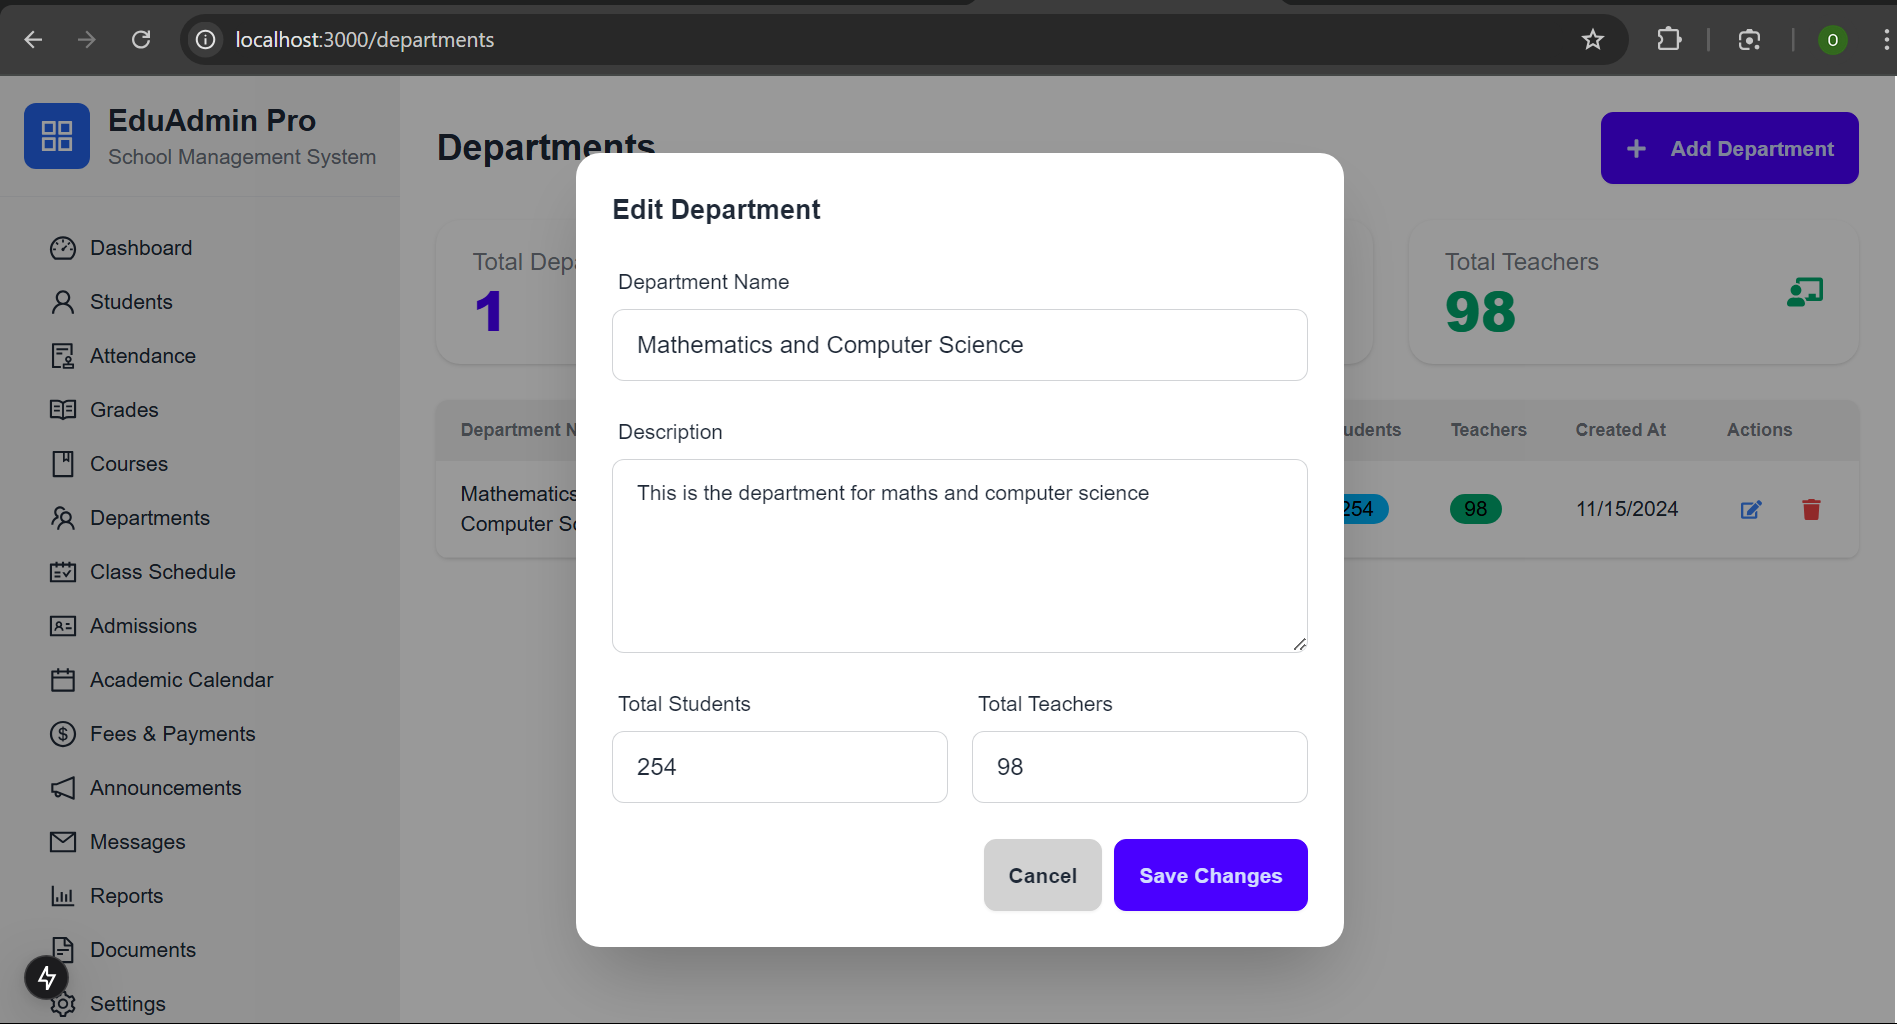 localhost:3000/departments
O
EduAdmin Pro
School Management System
Dashboard
Students
Attendance
Grades
Courses
Departments
Class Schedule
Admissions
Academic Calendar
Fees & Payments
Announcements
Messages
Reports
Documents
Settings
Departments
+ Add Department
Total Dep
1
Total Teachers
98
Department N
udents
Teachers
Created At
Actions
Mathematics
Computer Sc
254
98
11/15/2024
Edit Department
Department Name
Mathematics and Computer Science
Description
This is the department for maths and computer science
Total Students
Total Teachers
254
98
Cancel
Save Changes